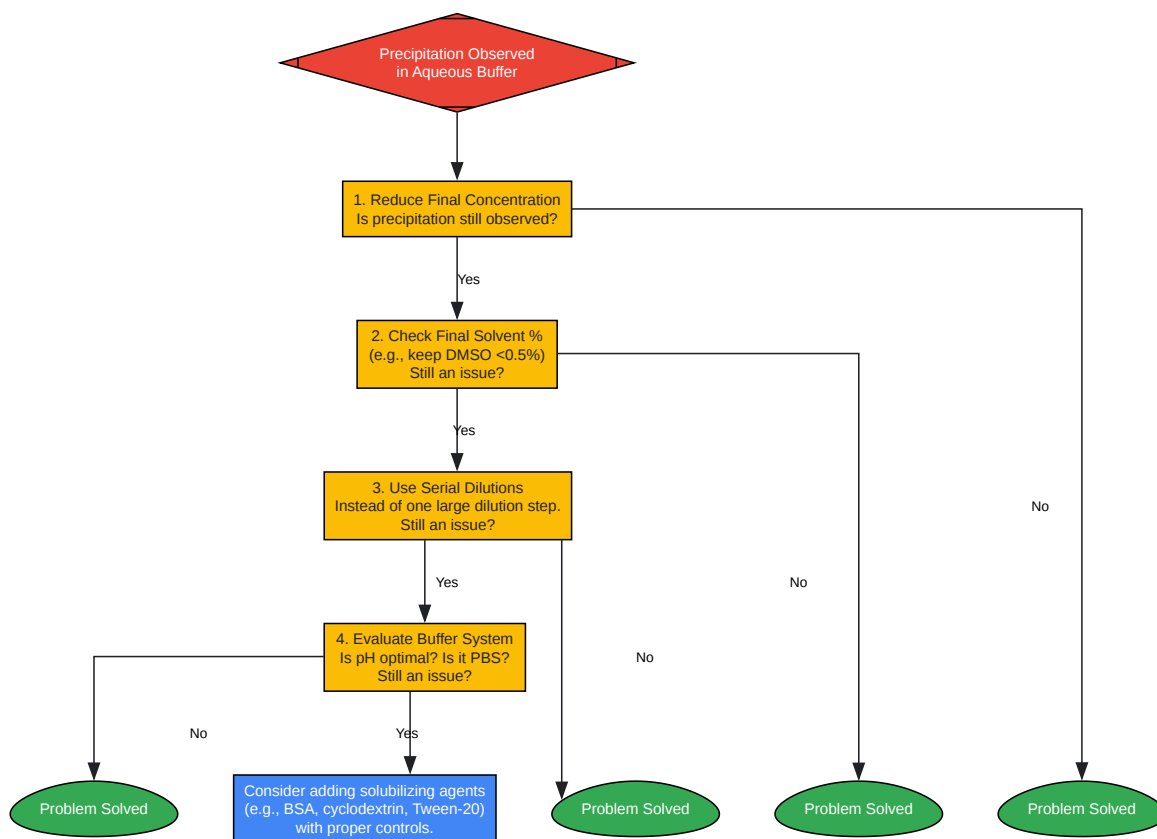 Precipitation Observed
in Aqueous Buffer
1. Reduce Final Concentration
Is precipitation still observed?
Yes
2. Check Final Solvent %
(e.g., keep DMSO <0.5%)
Still an issue?
Yes
3. Use Serial Dilutions
Instead of one large dilution step.
Still an issue?
No
Yes
No
4. Evaluate Buffer System
Is pH optimal? Is it PBS?
Still an issue?
No
No
Yes
Problem Solved
Consider adding solubilizing agents
(e.g., BSA, cyclodextrin, Tween-20)
with proper controls.
Problem Solved
Problem Solved
Problem Solved